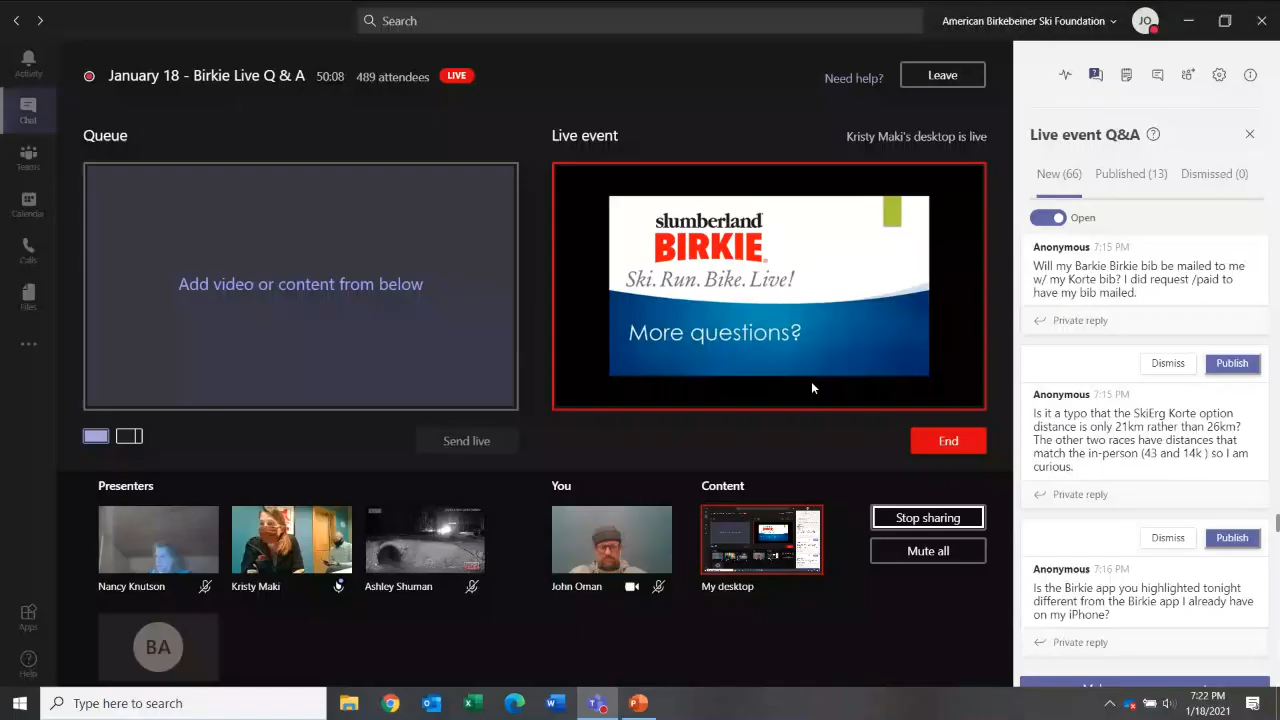 Search
American Birkebeiner Ski Foundation
JO
Activity
Chat
Teams
Calendar
Calls
Files
Apps
Help
January 18 - Birkie Live Q & A 50:08 489 attendees LIVE
Need help?
Leave
Queue
Live event
Kristy Maki's desktop is live
Add video or content from below
slumberland
BIRKIE
Ski. Run. Bike. Live!
More questions?
Send live
End
Presenters
You
Content
Stop sharing
Mute all
Nancy Knutson
Kristy Maki
Ashley Shuman
John Oman
My desktop
BA
Live event Q&A
New (66) Published (13) Dismissed (0)
Open
Anonymous 7:15 PM
Will my Barkie Birkie bib be mailed to me
w/ my Korte bib? I did request /paid to
have my bib mailed.
Private reply
Dismiss Publish
Anonymous 7:15 PM
Is it a typo that the SkiErg Korte option
distance is only 21km rather than 26km?
The other two races have distances that
match the in-person (43 and 14k ) so I am
curious.
Private reply
Dismiss Publish
Anonymous 7:16 PM
Is the Birkie app you highlighted tonight
different from the Birkie app I already have
on my iPhone?
Private reply
Type here to search
7:22 PM
1/18/2021